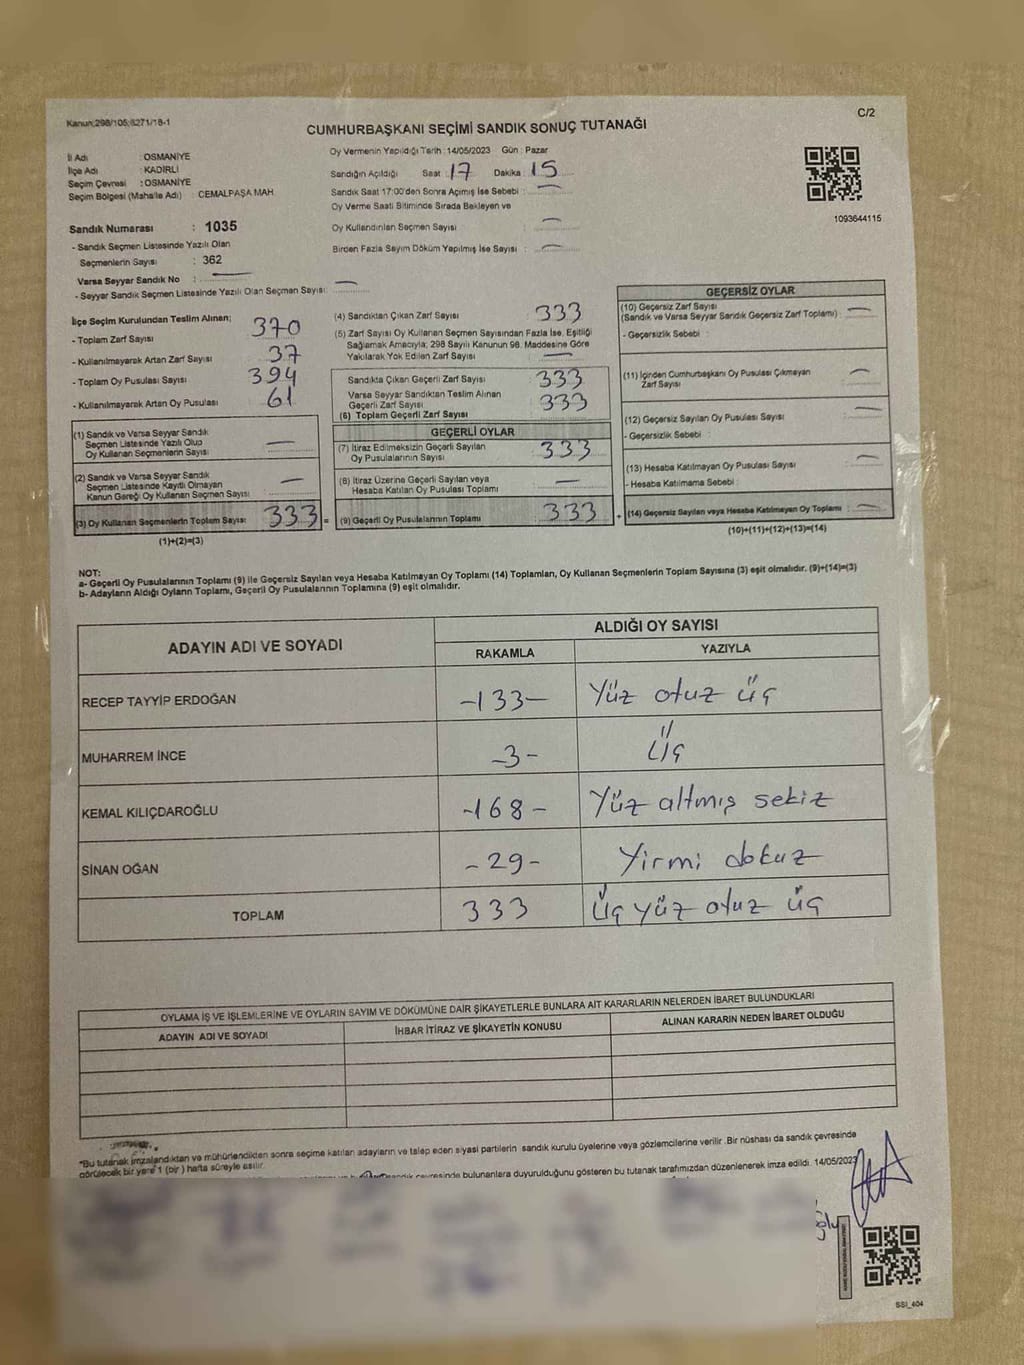 Kanun:298/105;6271/18-1
C/2
CUMHURBAŞKANI SEÇİMİ SANDIK SONUÇ TUTANAĞI
İl Adı : OSMANİYE
İlçe Adı : KADİRLİ
Seçim Çevresi : OSMANİYE
Seçim Bölgesi (Mahalle Adı) : CEMALPAŞA MAH.
Oy Vermenin Yapıldığı Tarih : 14/05/2023 Gün : Pazar
Sandığın Açıldığı Saat : 17 Dakika : 15
Sandık Saat 17:00'den Sonra Açımış İse Sebebi : —
Oy Verme Saati Bitiminde Sırada Bekleyen ve
Oy Kullandırılan Seçmen Sayısı : —
Birden Fazla Sayım Döküm Yapılmış İse Sayısı : —
1093644115
Sandık Numarası : 1035
- Sandık Seçmen Listesinde Yazılı Olan
Seçmenlerin Sayısı : 362
Varsa Seyyar Sandık No : —
- Seyyar Sandık Seçmen Listesinde Yazılı Olan Seçmen Sayısı: —
İlçe Seçim Kurulundan Teslim Alınan;
- Toplam Zarf Sayısı 370
- Kullanılmayarak Artan Zarf Sayısı 37
- Toplam Oy Pusulası Sayısı 394
- Kullanılmayarak Artan Oy Pusulası 61
(1) Sandık ve Varsa Seyyar Sandık
Seçmen Listesinde Yazılı Olup
Oy Kullanan Seçmenlerin Sayısı —
(2) Sandık ve Varsa Seyyar Sandık
Seçmen Listesinde Kayıtlı Olmayan
Kanun Gereği Oy Kullanan Seçmen Sayısı —
(3) Oy Kullanan Seçmenlerin Toplam Sayısı 333 =
(1)+(2)=(3)
(4) Sandıktan Çıkan Zarf Sayısı 333
(5) Zarf Sayısı Oy Kullanan Seçmen Sayısından Fazla İse, Eşitliği
Sağlamak Amacıyla; 298 Sayılı Kanunun 98. Maddesine Göre
Yakılarak Yok Edilen Zarf Sayısı —
Sandıkta Çıkan Geçerli Zarf Sayısı 333
Varsa Seyyar Sandıktan Teslim Alınan
Geçerli Zarf Sayısı 333
(6) Toplam Geçerli Zarf Sayısı
GEÇERLİ OYLAR
(7) İtiraz Edilmeksizin Geçerli Sayılan
Oy Pusulalarının Sayısı 333
(8) İtiraz Üzerine Geçerli Sayılan veya
Hesaba Katılan Oy Pusulası Toplamı —
(9) Geçerli Oy Pusulalarının Toplamı 333 +
GEÇERSİZ OYLAR
(10) Geçersiz Zarf Sayısı
(Sandık ve Varsa Seyyar Sandık Geçersiz Zarf Toplamı) : —
- Geçersizlik Sebebi :
(11) İçinden Cumhurbaşkanı Oy Pusulası Çıkmayan
Zarf Sayısı —
(12) Geçersiz Sayılan Oy Pusulası Sayısı —
- Geçersizlik Sebebi :
(13) Hesaba Katılmayan Oy Pusulası Sayısı —
- Hesaba Katılmama Sebebi :
(14) Geçersiz Sayılan veya Hesaba Katılmayan Oy Toplamı —
(10)+(11)+(12)+(13)=(14)
NOT:
a- Geçerli Oy Pusulalarının Toplamı (9) ile Geçersiz Sayılan veya Hesaba Katılmayan Oy Toplamı (14) Toplamları, Oy Kullanan Seçmenlerin Toplam Sayısına (3) eşit olmalıdır. (9)+(14)=(3)
b- Adayların Aldığı Oyların Toplamı, Geçerli Oy Pusulalarının Toplamına (9) eşit olmalıdır.
ADAYIN ADI VE SOYADI
ALDIĞI OY SAYISI
RAKAMLA YAZIYLA
RECEP TAYYİP ERDOĞAN -133- Yüz otuz üç
MUHARREM İNCE -3- Üç
KEMAL KILIÇDAROĞLU -168- Yüz altmış sekiz
SİNAN OĞAN -29- Yirmi dokuz
TOPLAM 333 Üç yüz otuz üç
OYLAMA İŞ VE İŞLEMLERİNE VE OYLARIN SAYIM VE DÖKÜMÜNE DAİR ŞİKAYETLERLE BUNLARA AİT KARARLARIN NELERDEN İBARET BULUNDUKLARI
ADAYIN ADI VE SOYADI İHBAR İTİRAZ VE ŞİKAYETİN KONUSU ALINAN KARARIN NEDEN İBARET OLDUĞU
*Bu tutanak imzalandıktan ve mühürlendikten sonra seçime katılan adayların ve talep eden siyasi partilerin sandık kurulu üyelerine veya gözlemcilerine verilir .Bir nüshası da sandık çevresinde
görülecek bir yere 1 (bir ) hafta süreyle asılır.
sandık çevresinde bulunanlara duyurulduğunu gösteren bu tutanak tarafımızdan düzenlenerek imza edildi. 14/05/2023
SSI_404